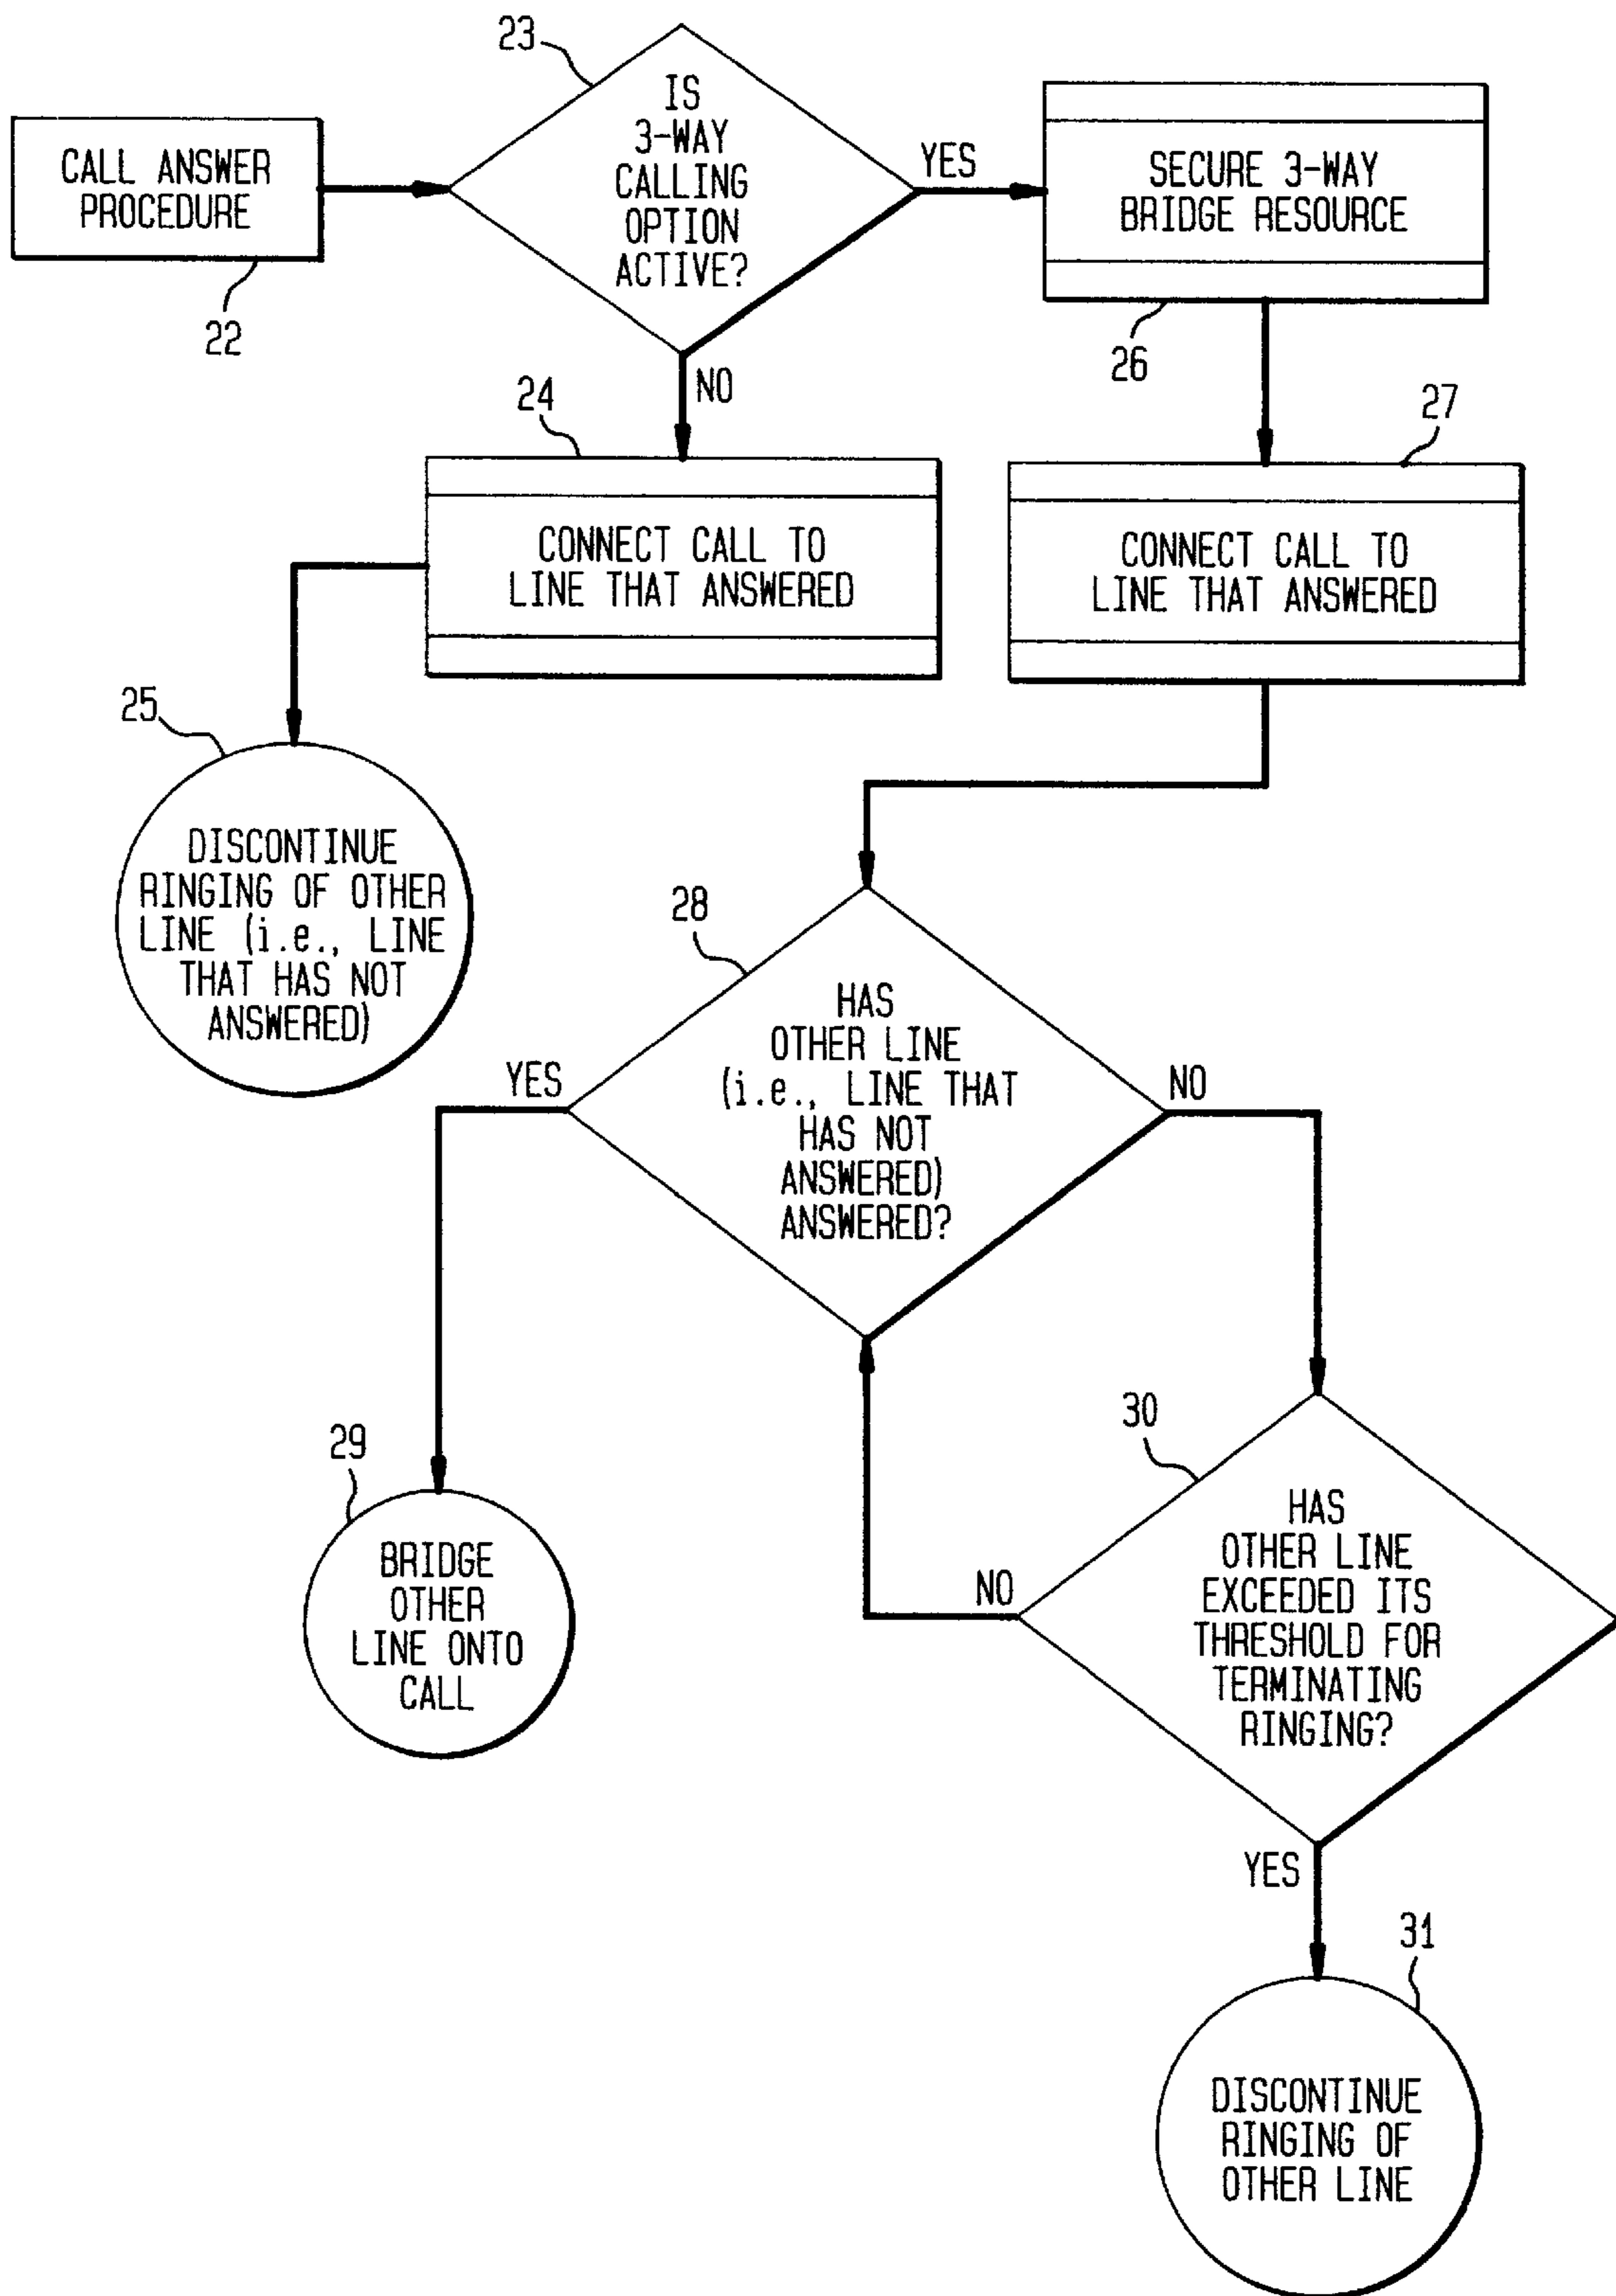 23
IS
3-WAY
CALLING
OPTION
ACTIVE?
CALL ANSWER
PROCEDURE
22
YES
SECURE 3-WAY
BRIDGE RESOURCE
26
NO
24
CONNECT CALL TO
LINE THAT ANSWERED
27
CONNECT CALL TO
LINE THAT ANSWERED
25
DISCONTINUE
RINGING OF OTHER
LINE (i.e., LINE
THAT HAS NOT
ANSWERED)
28
HAS
OTHER LINE
(i.e., LINE THAT
HAS NOT
ANSWERED)
ANSWERED?
YES
NO
29
BRIDGE
OTHER
LINE ONTO
CALL
30
HAS
OTHER LINE
EXCEEDED ITS
THRESHOLD FOR
TERMINATING
RINGING?
NO
YES
31
DISCONTINUE
RINGING OF
OTHER LINE